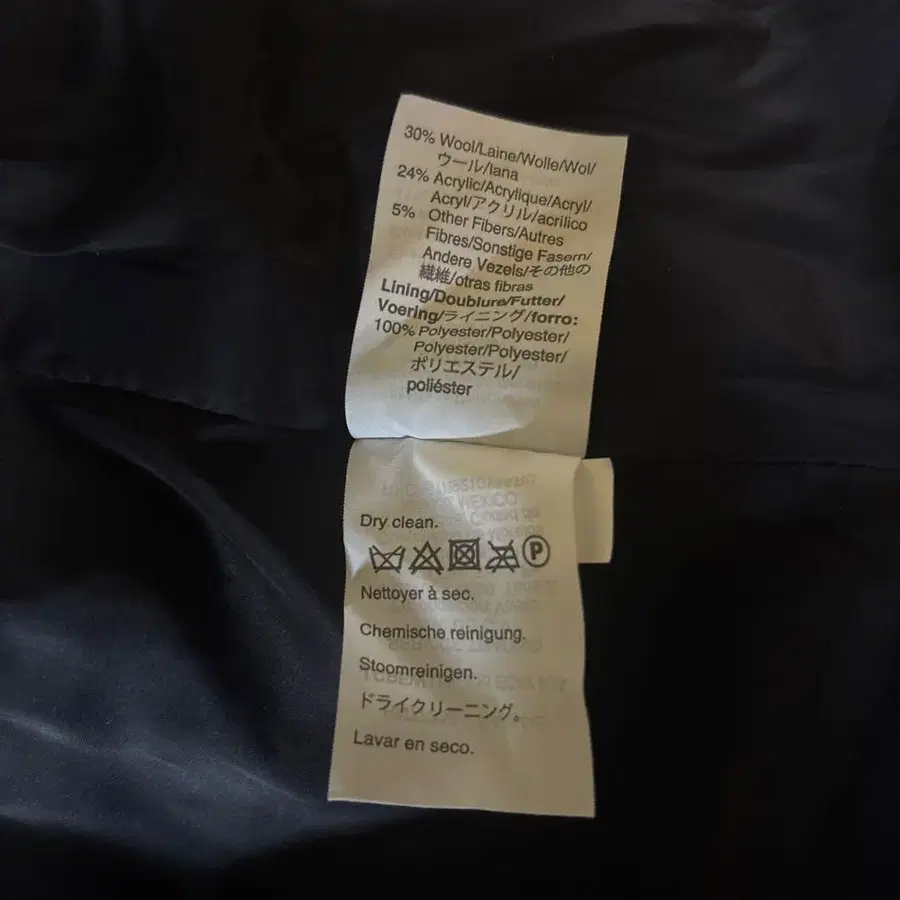 30% Wool/Laine/Wolle/Wol/
ウール/lana
24% Acrylic/Acrylique/Acryl/
Acryl/アクリル/acrílico
5% Other Fibers/Autres
Fibres/Sonstige Fasern/
Andere Vezels/その他の
繊維/otras fibras
Lining/Doublure/Futter/
Voering/ライニング/forro:
100% Polyester/Polyester/
Polyester/Polyester/
ポリエステル/
poliéster
Dry clean.
P
Nettoyer à sec.
Chemische reinigung.
Stoomreinigen.
ドライクリーニング。
Lavar en seco.